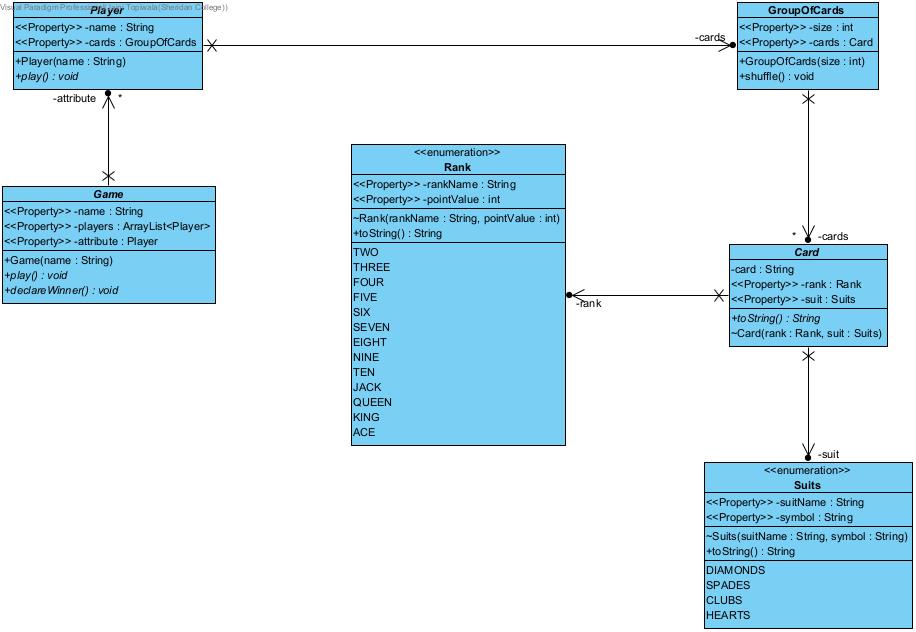 Visual Paradigm Professional Topiwala(Sheridan College))
Player
<<Property>> -name : String
<<Property>> -cards : GroupOfCards
+Player(name : String)
+play() : void
-attribute
*
-cards
GroupOfCards
<<Property>> -size : int
<<Property>> -cards : Card
+GroupOfCards(size : int)
+shuffle() : void
Game
<<Property>> -name : String
<<Property>> -players : ArrayList<Player>
<<Property>> -attribute : Player
+Game(name : String)
+play() : void
+declareWinner() : void
<<enumeration>>
Rank
<<Property>> -rankName : String
<<Property>> -pointValue : int
~Rank(rankName : String, pointValue : int)
+toString() : String
TWO
THREE
FOUR
FIVE
SIX
SEVEN
EIGHT
NINE
TEN
JACK
QUEEN
KING
ACE
-rank
*
-cards
Card
-card : String
<<Property>> -rank : Rank
<<Property>> -suit : Suits
+toString() : String
~Card(rank : Rank, suit : Suits)
-suit
<<enumeration>>
Suits
<<Property>> -suitName : String
<<Property>> -symbol : String
~Suits(suitName : String, symbol : String)
+toString() : String
DIAMONDS
SPADES
CLUBS
HEARTS